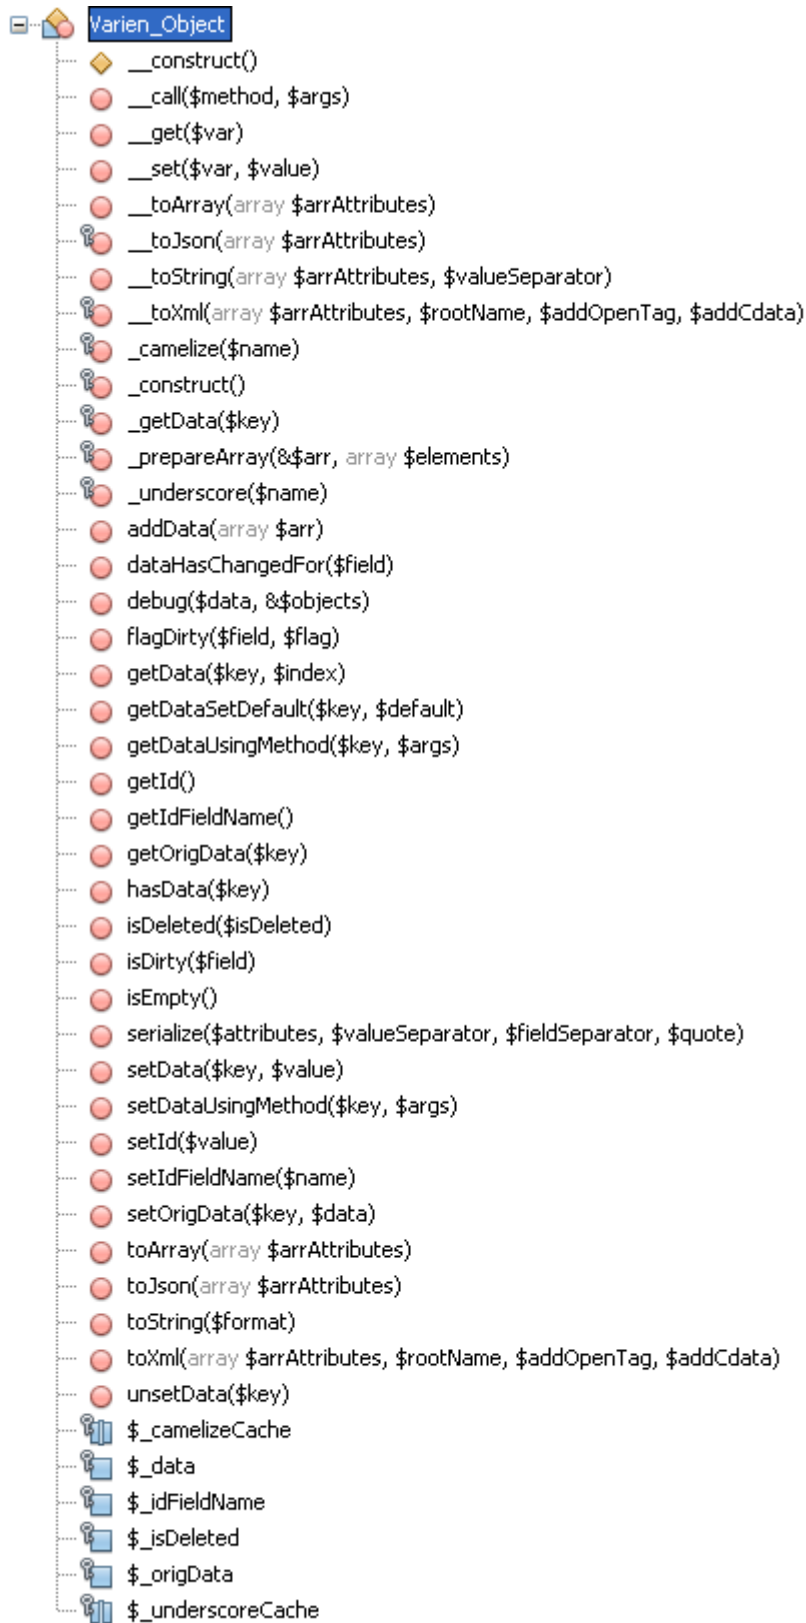 Varien_Object
__construct()
__call($method, $args)
__get($var)
__set($var, $value)
__toArray(array $arrAttributes)
__toJson(array $arrAttributes)
__toString(array $arrAttributes, $valueSeparator)
__toXml(array $arrAttributes, $rootName, $addOpenTag, $addCdata)
_camelize($name)
_construct()
_getData($key)
_prepareArray(&$arr, array $elements)
_underscore($name)
addData(array $arr)
dataHasChangedFor($field)
debug($data, &$objects)
flagDirty($field, $flag)
getData($key, $index)
getDataSetDefault($key, $default)
getDataUsingMethod($key, $args)
getId()
getIdFieldName()
getOrigData($key)
hasData($key)
isDeleted($isDeleted)
isDirty($field)
isEmpty()
serialize($attributes, $valueSeparator, $fieldSeparator, $quote)
setData($key, $value)
setDataUsingMethod($key, $args)
setId($value)
setIdFieldName($name)
setOrigData($key, $data)
toArray(array $arrAttributes)
toJson(array $arrAttributes)
toString($format)
toXml(array $arrAttributes, $rootName, $addOpenTag, $addCdata)
unsetData($key)
$_camelizeCache
$_data
$_idFieldName
$_isDeleted
$_origData
$_underscoreCache